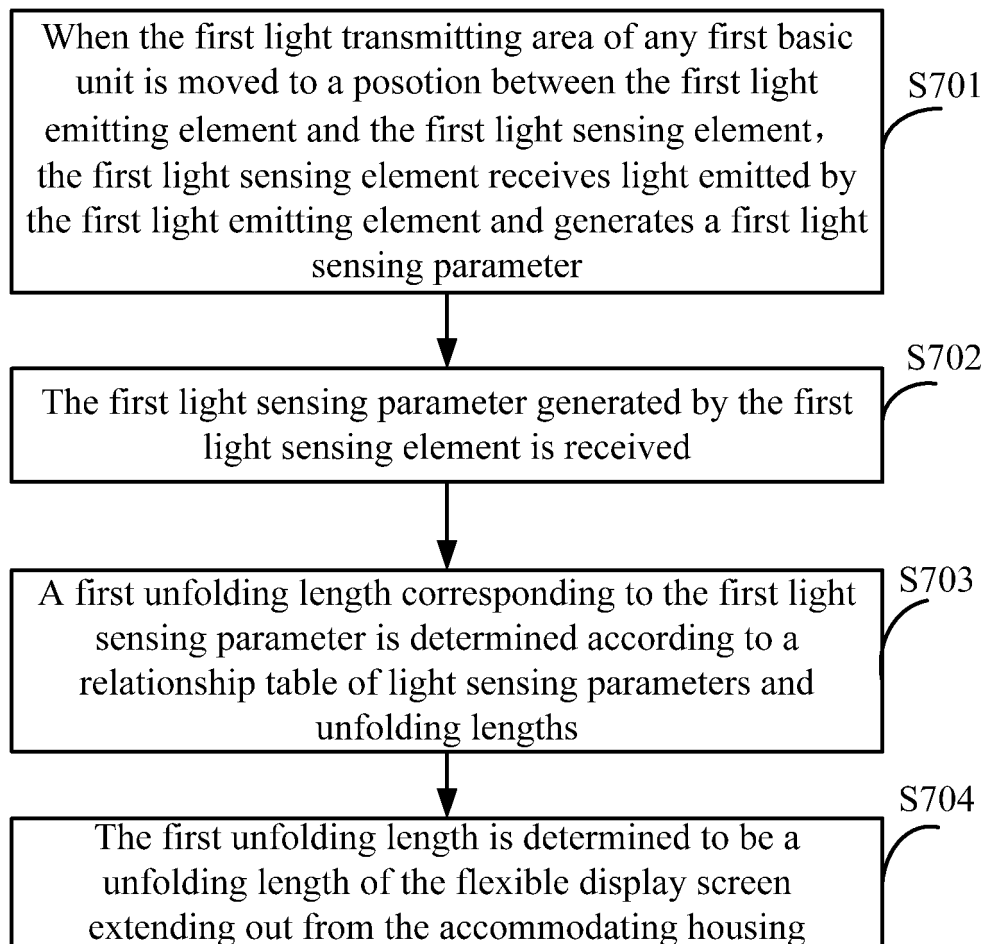 When the first light transmitting area of any first basic
unit is moved to a posotion between the first light
emitting element and the first light sensing element，
the first light sensing element receives light emitted by
the first light emitting element and generates a first light
sensing parameter
S701
The first light sensing parameter generated by the first
light sensing element is received
S702
A first unfolding length corresponding to the first light
sensing parameter is determined according to a
relationship table of light sensing parameters and
unfolding lengths
S703
The first unfolding length is determined to be a
unfolding length of the flexible display screen
extending out from the accommodating housing
S704